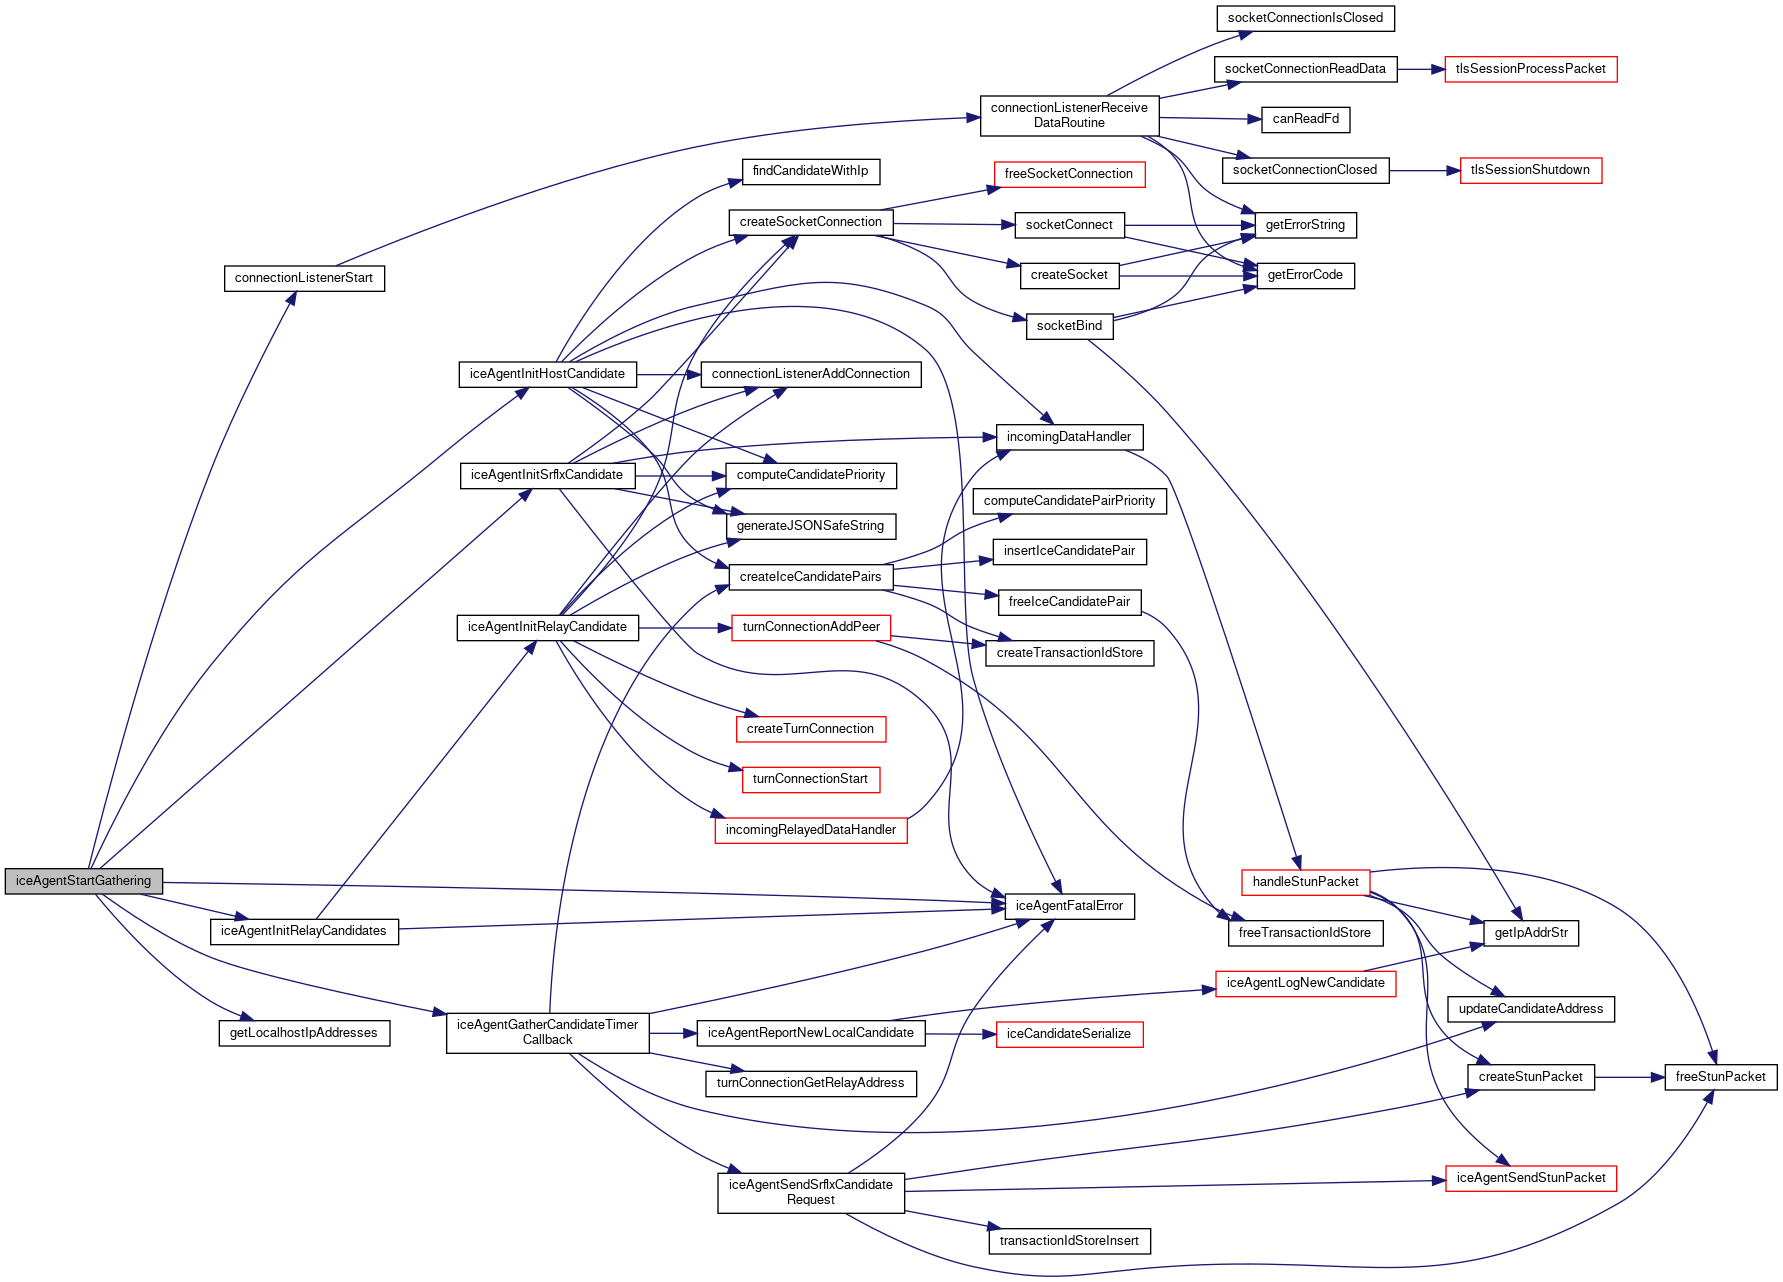 socketConnectionIsClosed
socketConnectionReadData
tlsSessionProcessPacket
connectionListenerReceive
DataRoutine
canReadFd
findCandidateWithIp
freeSocketConnection
socketConnectionClosed
tlsSessionShutdown
createSocketConnection
socketConnect
getErrorString
connectionListenerStart
createSocket
getErrorCode
socketBind
iceAgentInitHostCandidate
connectionListenerAddConnection
incomingDataHandler
iceAgentInitSrflxCandidate
computeCandidatePriority
computeCandidatePairPriority
generateJSONSafeString
insertIceCandidatePair
createIceCandidatePairs
freeIceCandidatePair
iceAgentInitRelayCandidate
turnConnectionAddPeer
createTransactionIdStore
createTurnConnection
turnConnectionStart
incomingRelayedDataHandler
iceAgentStartGathering
handleStunPacket
iceAgentFatalError
iceAgentInitRelayCandidates
freeTransactionIdStore
getIpAddrStr
iceAgentLogNewCandidate
updateCandidateAddress
getLocalhostIpAddresses
iceAgentGatherCandidateTimer
Callback
iceAgentReportNewLocalCandidate
iceCandidateSerialize
turnConnectionGetRelayAddress
createStunPacket
freeStunPacket
iceAgentSendSrflxCandidate
Request
iceAgentSendStunPacket
transactionIdStoreInsert